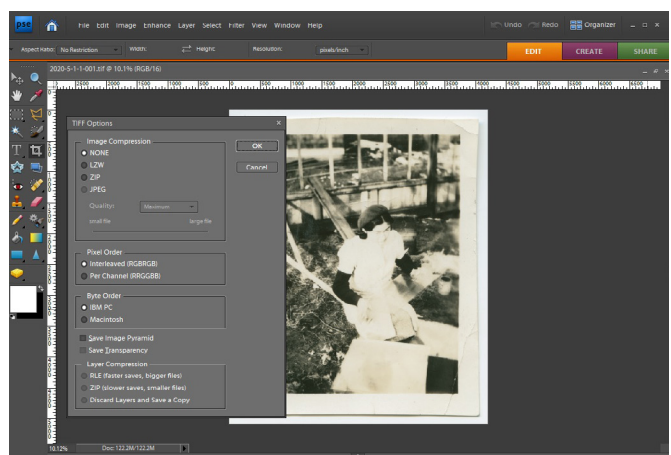 pse File Edit Image Enhance Layer Select Filter View Window Help Undo Redo Organizer
Aspect Ratio: No Restriction Width: Height: Resolution: pixels/inch EDIT CREATE SHARE
2020-5-1-1-001.tif @ 10.1% (RGB/16)
TIFF Options
Image Compression
NONE
OK
LZW
Cancel
ZIP
JPEG
Quality: Maximum
small file large file
Pixel Order
Interleaved (RGBRGB)
Per Channel (RRGGBB)
Byte Order
IBM PC
Macintosh
Save Image Pyramid
Save Transparency
Layer Compression
RLE (faster saves, bigger files)
ZIP (slower saves, smaller files)
Discard Layers and Save a Copy
10.12% Doc: 122.2M/122.2M